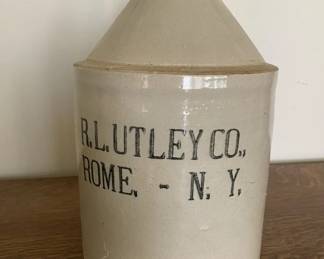 R.L. UTLEY CO.,
ROME, - N. Y.